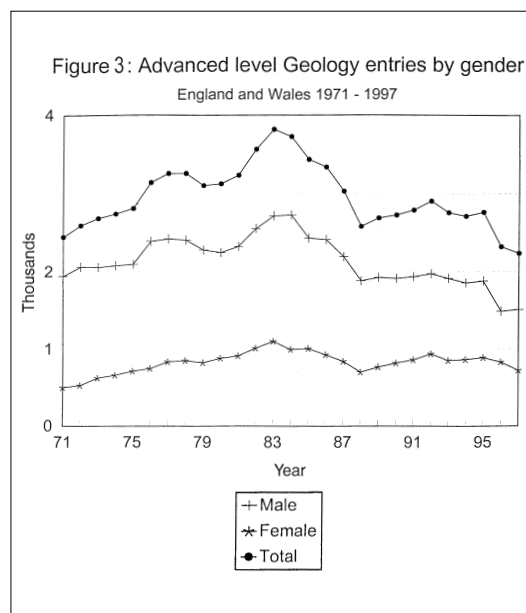 Figure 3: Advanced level Geology entries by gender
England and Wales 1971 - 1997
4
2
1
0
Thousands
71 75 79 83 87 91 95
Year
Male
Female
Total